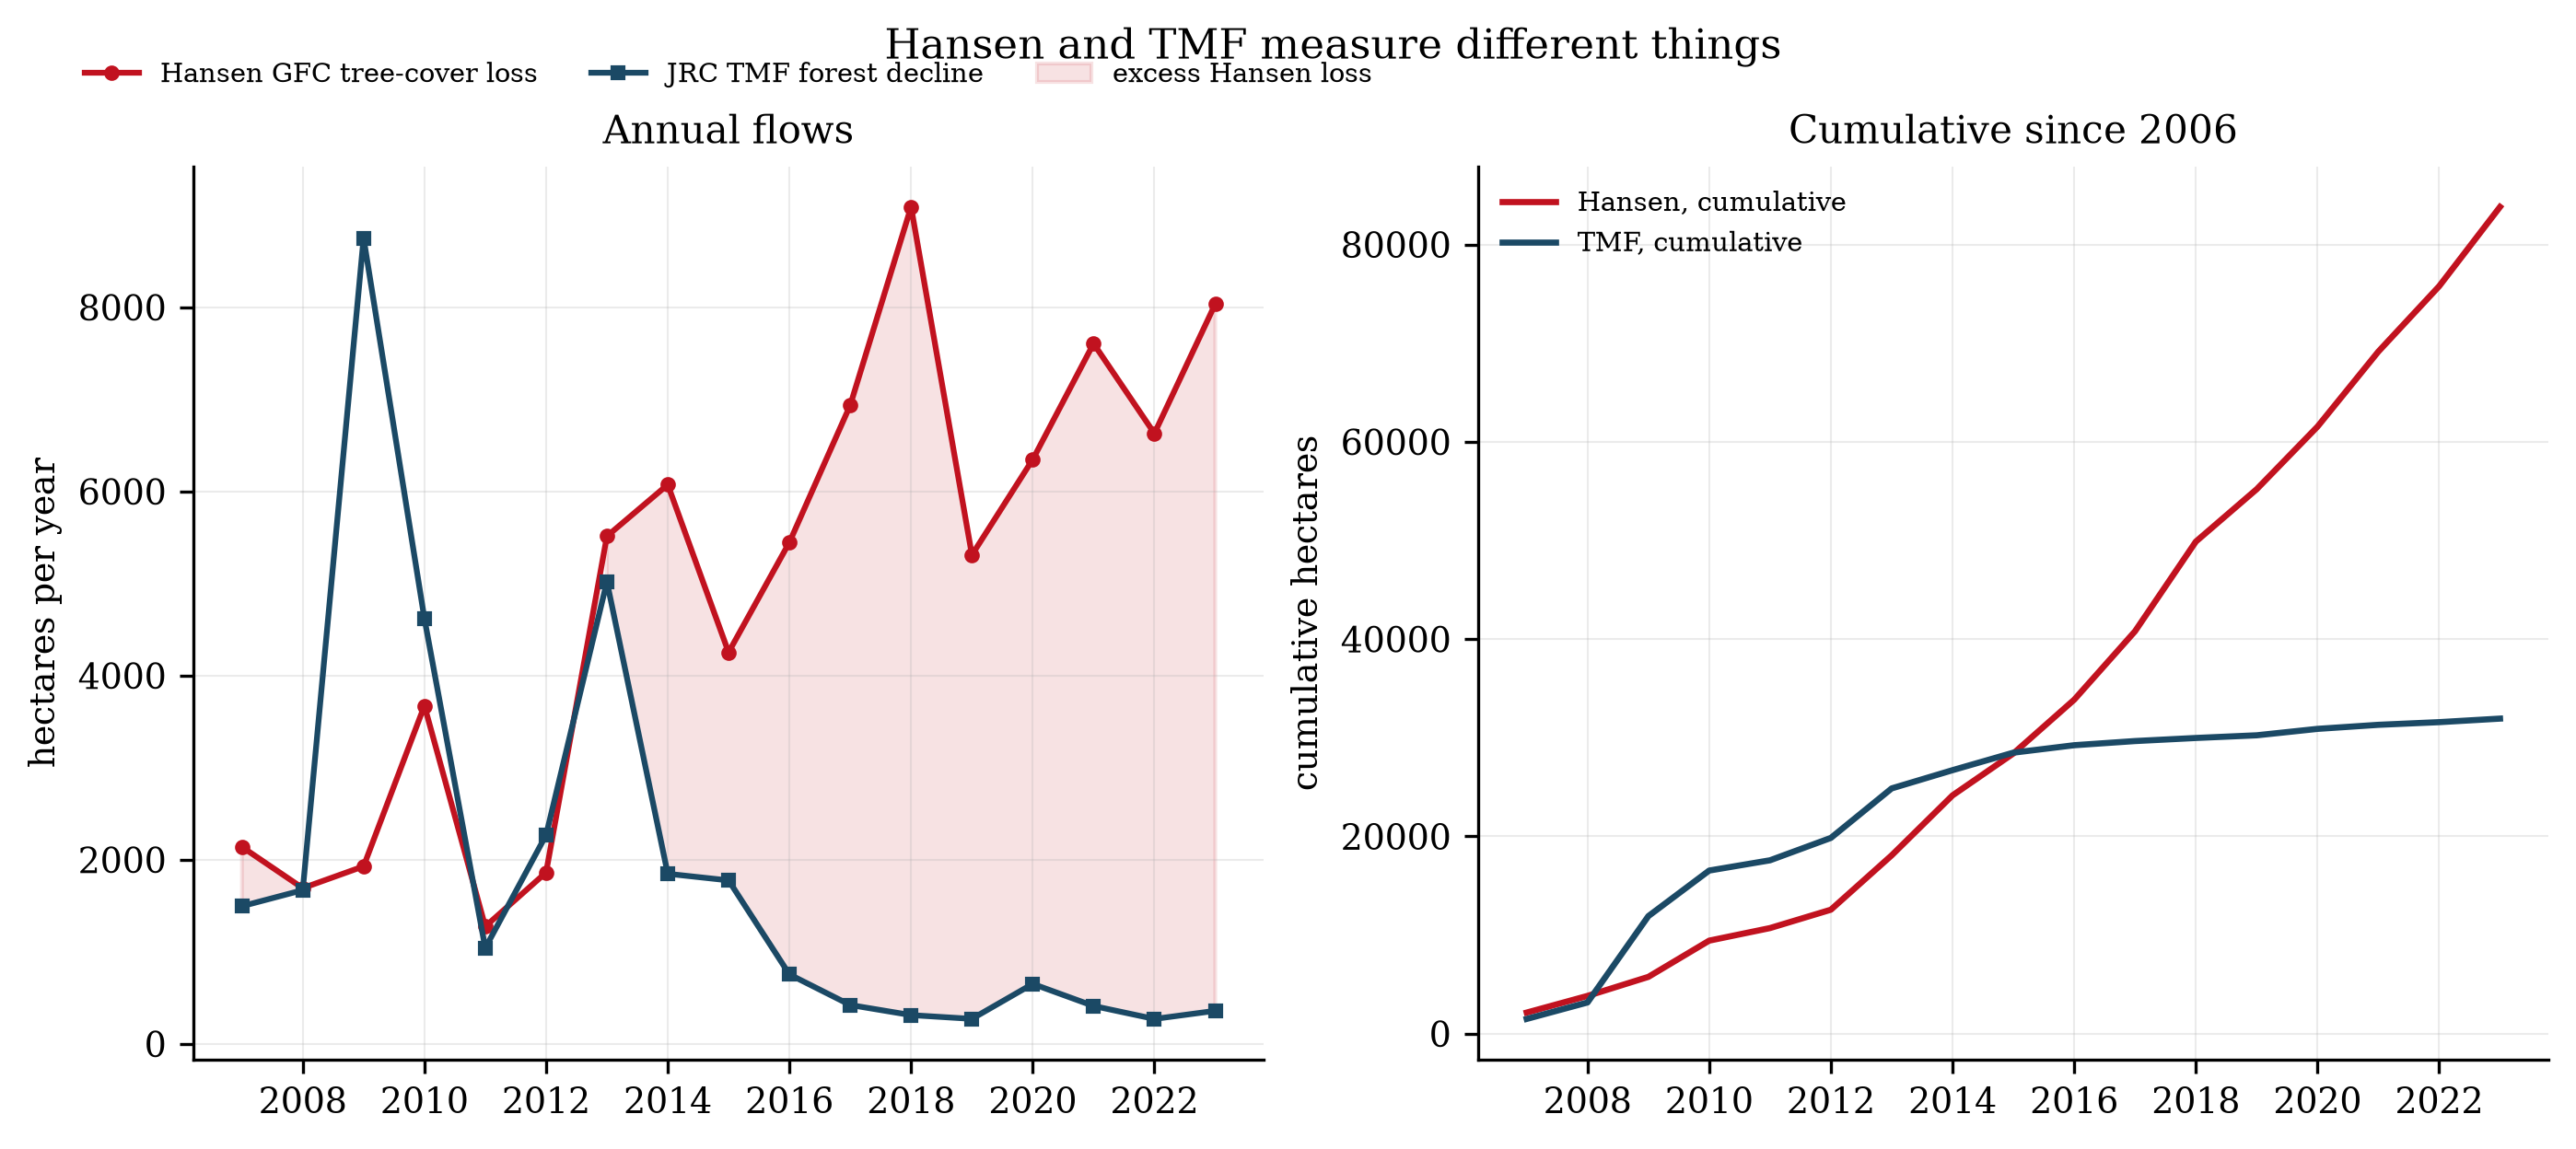 Hansen and TMF measure different things
Hansen GFC tree-cover loss
JRC TMF forest decline
excess Hansen loss
Annual flows
hectares per year
8000
6000
4000
2000
0
2008 2010 2012 2014 2016 2018 2020 2022
Cumulative since 2006
Hansen, cumulative
TMF, cumulative
cumulative hectares
80000
60000
40000
20000
0
2008 2010 2012 2014 2016 2018 2020 2022